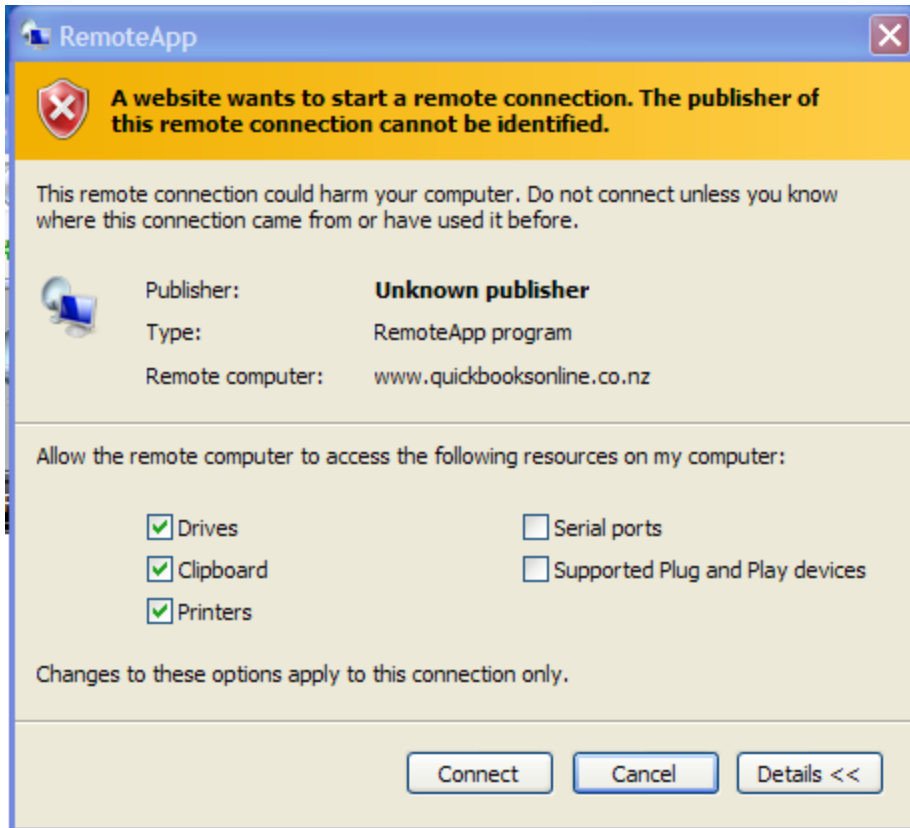 RemoteApp
A website wants to start a remote connection. The publisher of
this remote connection cannot be identified.
This remote connection could harm your computer. Do not connect unless you know
where this connection came from or have used it before.
Publisher: Unknown publisher
Type: RemoteApp program
Remote computer: www.quickbooksonline.co.nz
Allow the remote computer to access the following resources on my computer:
Drives Serial ports
Clipboard Supported Plug and Play devices
Printers
Changes to these options apply to this connection only.
Connect Cancel Details <<